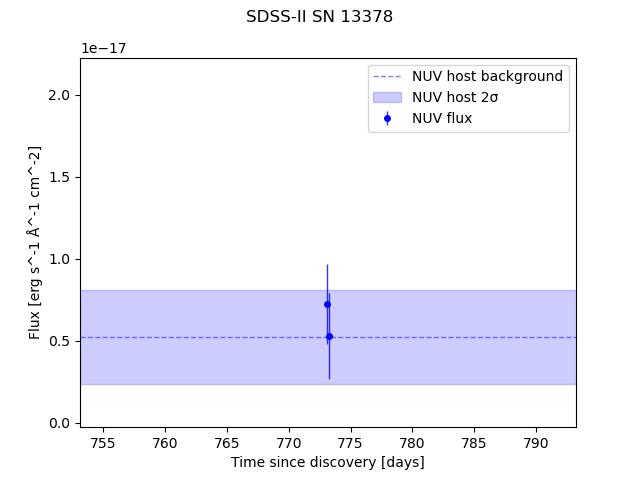 SDSS-II SN 13378
1e−17
NUV host background
NUV host 2σ
NUV flux
2.0
1.5
1.0
0.5
0.0
Flux [erg s^-1 Å^-1 cm^-2]
755 760 765 770 775 780 785 790
Time since discovery [days]